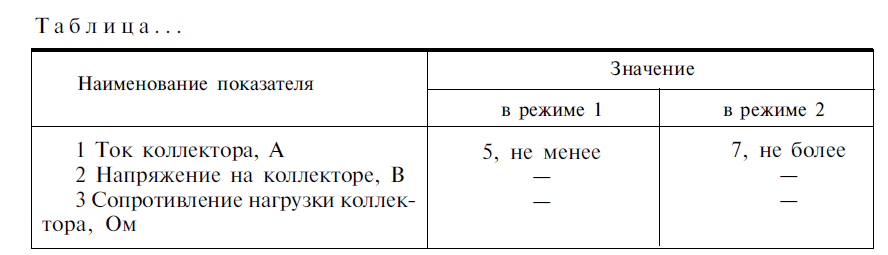 Таблица...
Наименование показателя
Значение
в режиме 1
в режиме 2
1 Ток коллектора, А
5, не менее
7, не более
2 Напряжение на коллекторе, В
—
—
3 Сопротивление нагрузки коллек-
—
—
тора, Ом